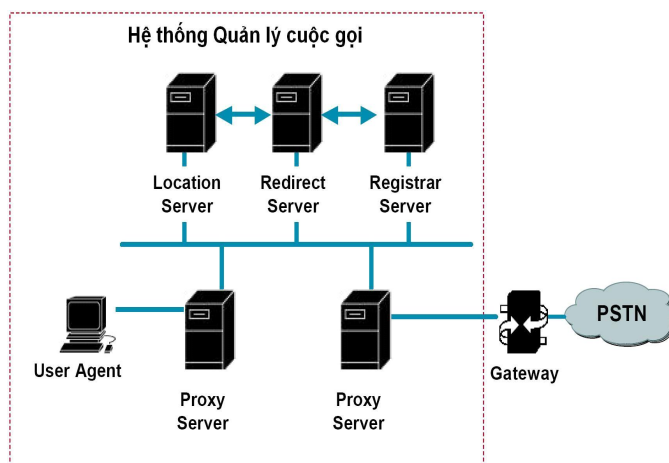 Hệ thống Quản lý cuộc gọi
Location
Server
Redirect
Server
Registrar
Server
User Agent
Proxy
Server
Proxy
Server
Gateway
PSTN